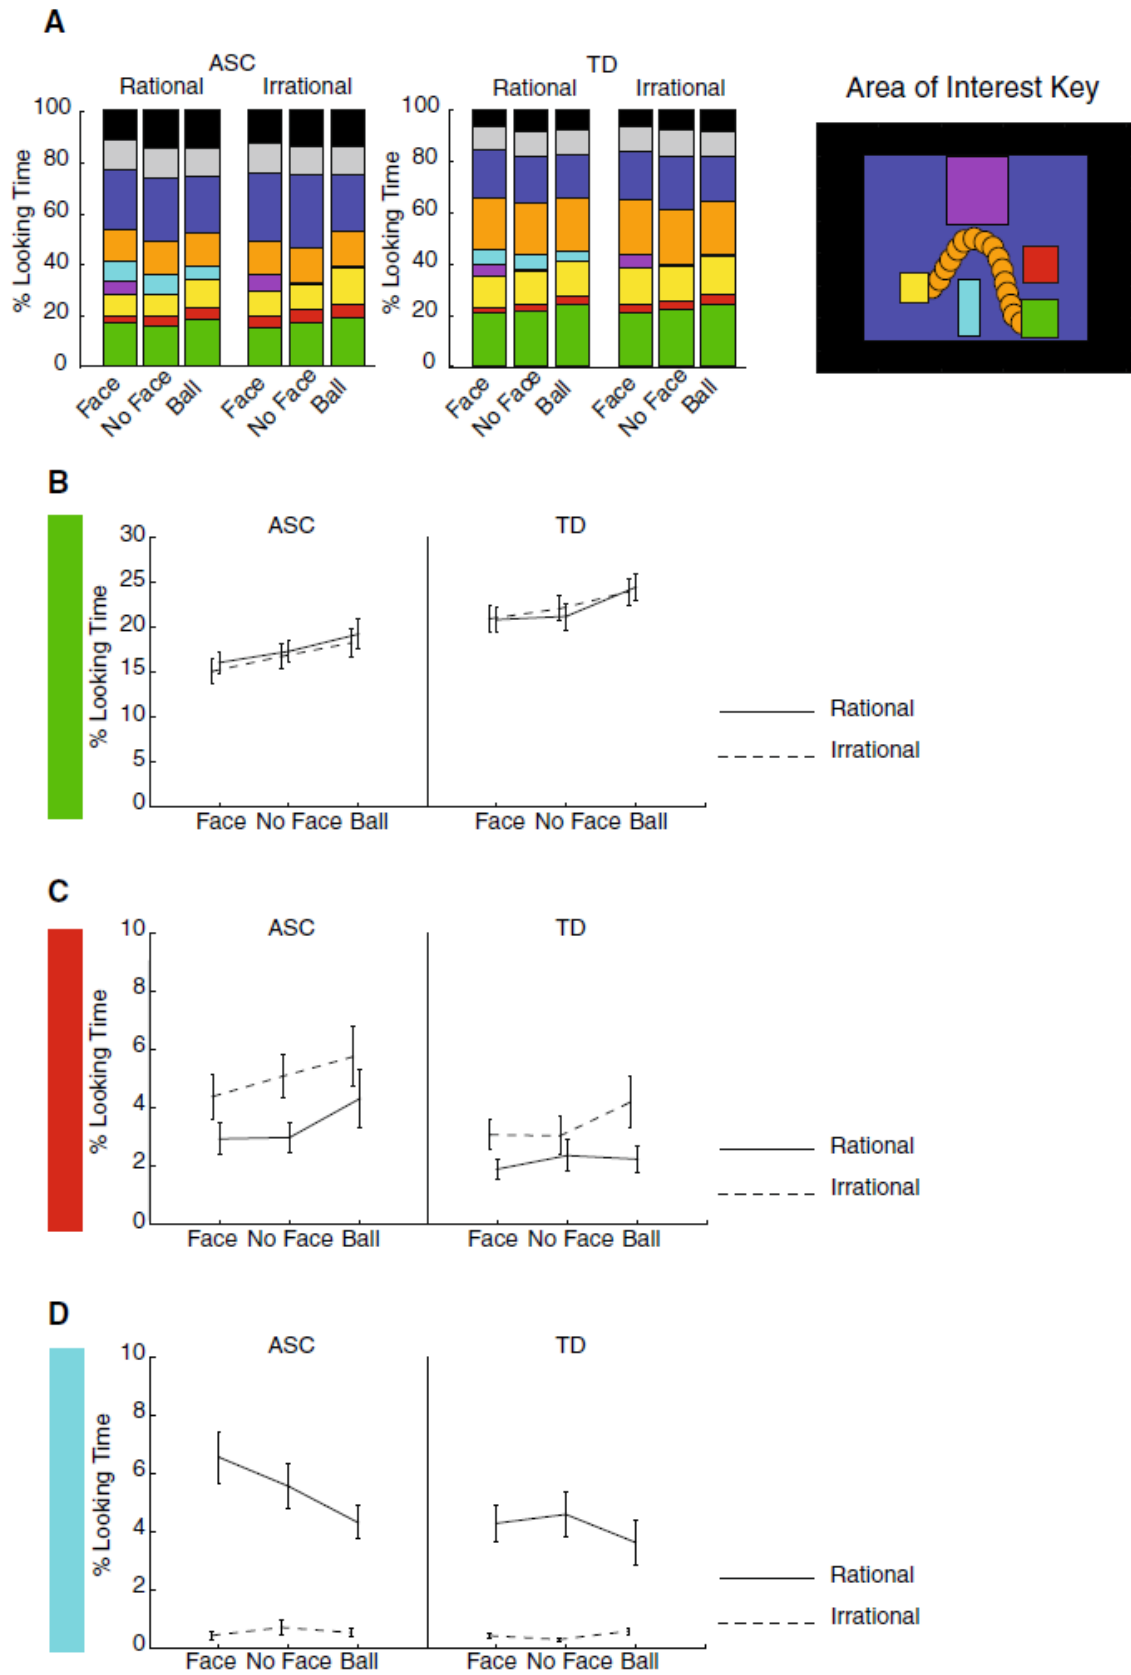 A
ASC
Rational Irrational
% Looking Time
100
80
60
40
20
0
Face
No Face
Ball
Face
No Face
Ball
TD
Rational Irrational
% Looking Time
100
80
60
40
20
0
Face
No Face
Ball
Face
No Face
Ball
Area of Interest Key
B
ASC TD
% Looking Time
30
25
20
15
10
5
0
Face No Face Ball
Face No Face Ball
Rational
Irrational
C
ASC TD
% Looking Time
10
8
6
4
2
0
Face No Face Ball
Face No Face Ball
Rational
Irrational
D
ASC TD
% Looking Time
10
8
6
4
2
0
Face No Face Ball
Face No Face Ball
Rational
Irrational